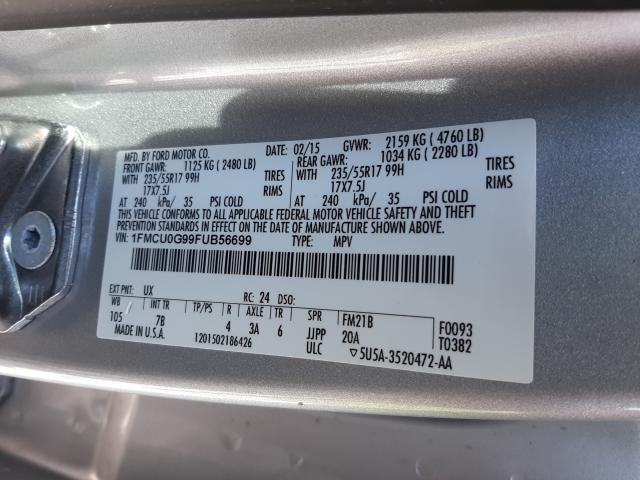 MFD. BY FORD MOTOR CO.
DATE: 02/15 GVWR: 2159 KG ( 4760 LB)
FRONT GAWR: 1125 KG ( 2480 LB) REAR GAWR: 1034 KG ( 2280 LB)
WITH 235/55R17 99H TIRES WITH 235/55R17 99H TIRES
17X7.5J RIMS 17X7.5J RIMS
AT 240 kPa/ 35 PSI COLD AT 240 kPa/ 35 PSI COLD
THIS VEHICLE CONFORMS TO ALL APPLICABLE FEDERAL MOTOR VEHICLE SAFETY AND THEFT
PREVENTION STANDARDS IN EFFECT ON THE DATE OF MANUFACTURE SHOWN ABOVE.
VIN: 1FMCU0G99FUB56699 TYPE: MPV
EXT PNT: UX RC: 24 DSO:
WB INT TR TP/PS R AXLE TR SPR FM21B F0093
105 7B 4 3A 6 JJPP 20A T0382
MADE IN U.S.A. 1201502186426 ULC ▽5U5A-3520472-AA